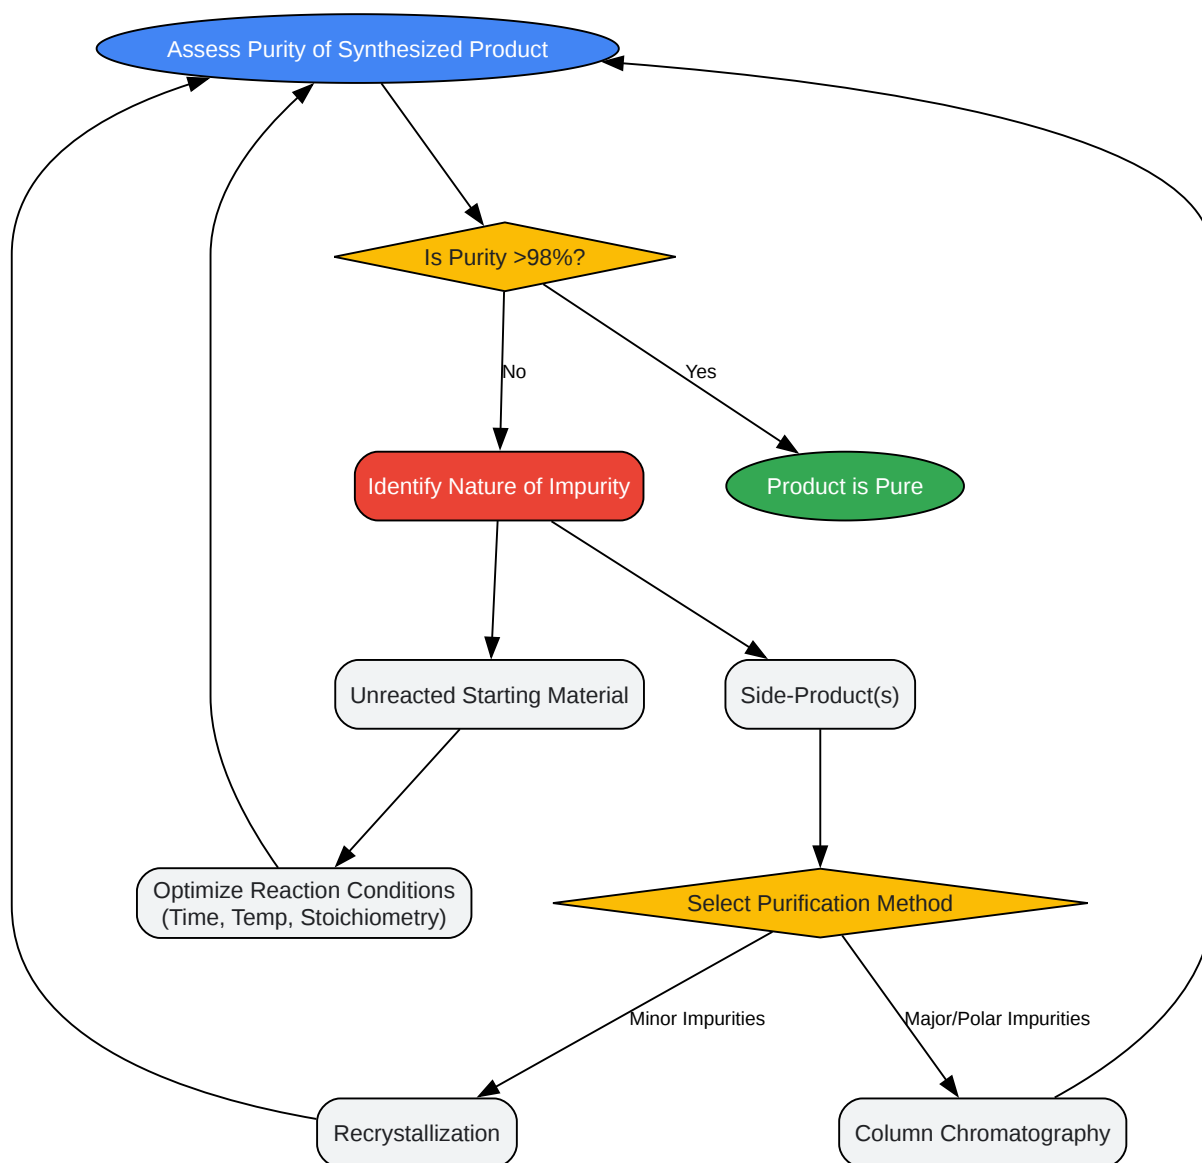 Assess Purity of Synthesized Product
Is Purity >98%?
No
Yes
Identify Nature of Impurity
Product is Pure
Unreacted Starting Material
Side-Product(s)
Optimize Reaction Conditions
(Time, Temp, Stoichiometry)
Select Purification Method
Minor Impurities
Major/Polar Impurities
Recrystallization
Column Chromatography